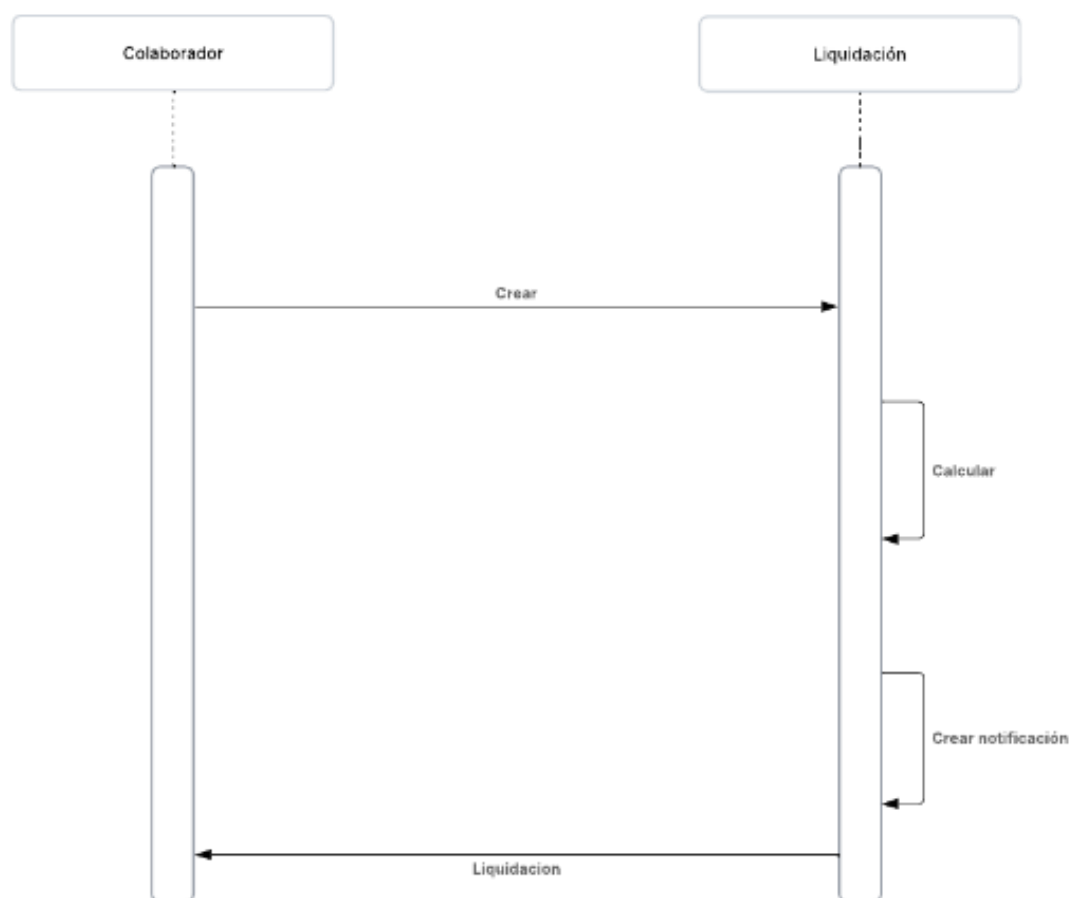 Colaborador
Liquidación
Crear
Calcular
Crear notificación
Liquidacion